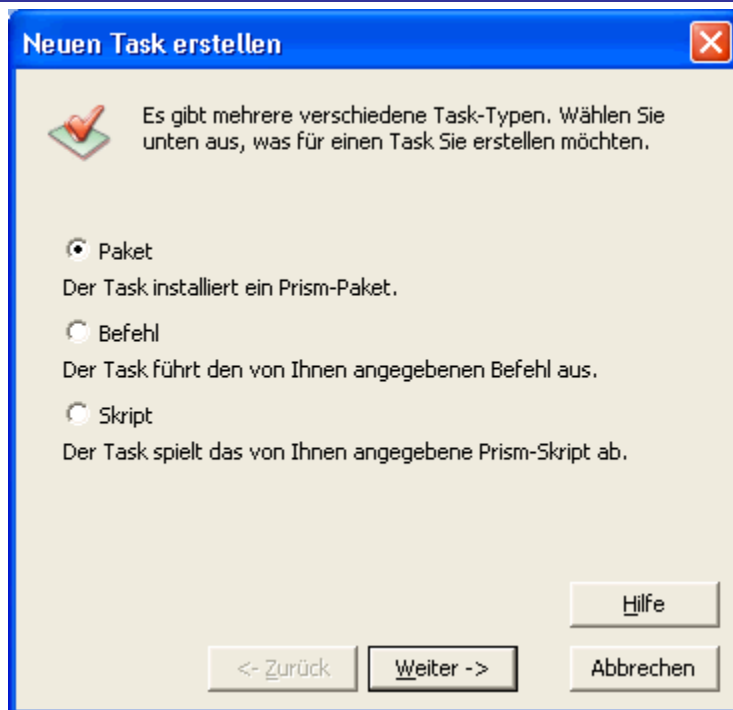 Neuen Task erstellen
Es gibt mehrere verschiedene Task-Typen. Wählen Sie
unten aus, was für einen Task Sie erstellen möchten.
Paket
Der Task installiert ein Prism-Paket.
Befehl
Der Task führt den von Ihnen angegebenen Befehl aus.
Skript
Der Task spielt das von Ihnen angegebene Prism-Skript ab.
Hilfe
<- Zurück
Weiter ->
Abbrechen